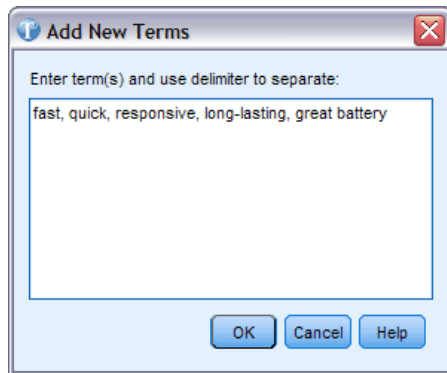 Add New Terms
Enter term(s) and use delimiter to separate:
fast, quick, responsive, long-lasting, great battery
OK Cancel Help